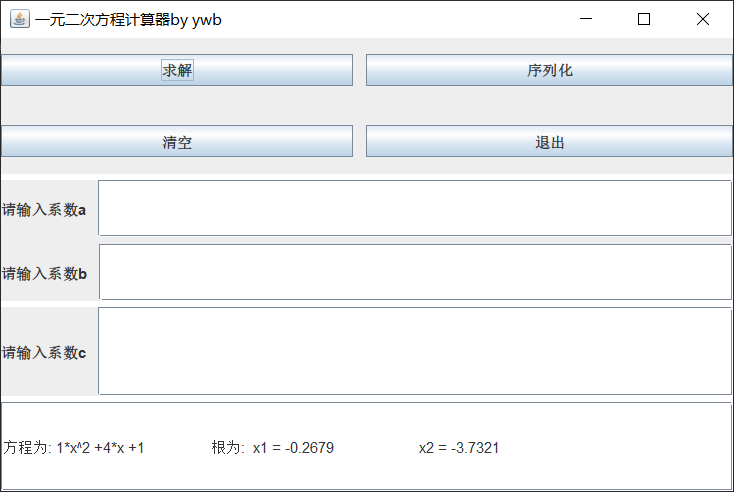 一元二次方程计算器by ywb
求解 序列化
清空 退出
请输入系数a
请输入系数b
请输入系数c
方程为: 1*x^2 +4*x +1 根为: x1 = -0.2679 x2 = -3.7321